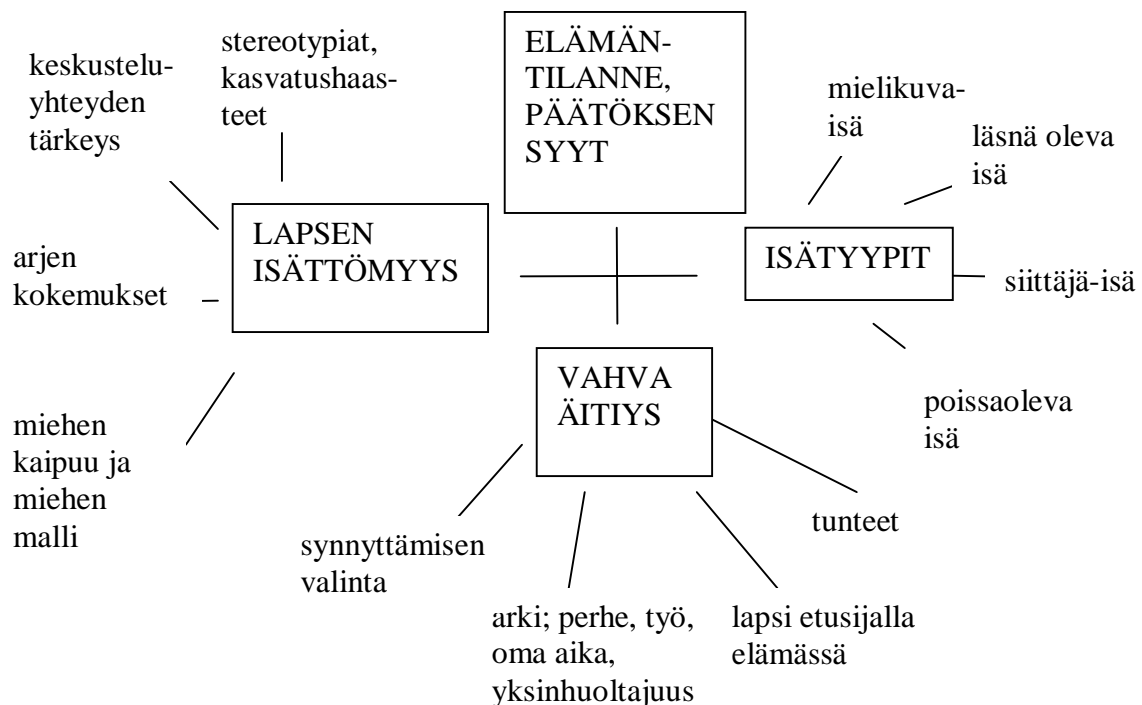 keskustelu-
yhteyden
tärkeys
stereotypiat,
kasvatushaas-
teet
ELÄMÄN-
TILANNE,
PÄÄTÖKSEN
SYYT
mielikuva-
isä
läsnä oleva
isä
LAPSEN
ISÄTTÖMYYS
ISÄTYYPIT
arjen
kokemukset
siittäjä-isä
VAHVA
ÄITIYS
poissaoleva
isä
miehen
kaipuu ja
miehen
malli
synnyttämisen
valinta
tunteet
arki; perhe, työ,
oma aika,
yksinhuoltajuus
lapsi etusijalla
elämässä